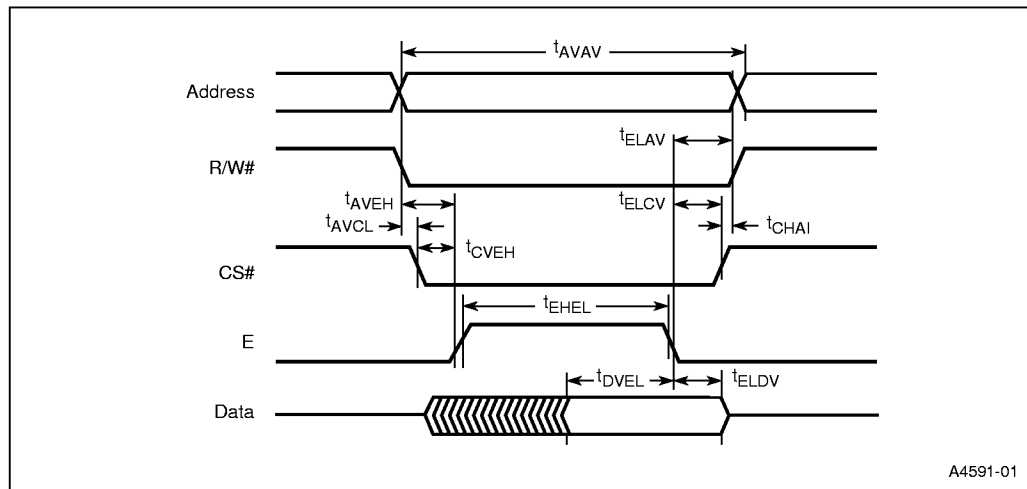 tAVAV
Address
tELAV
R/W#
tAVEH
tELCV
tAVCL
tCHAI
tCVEH
CS#
tEHEL
E
tDVEL
tELDV
Data
A4591-01